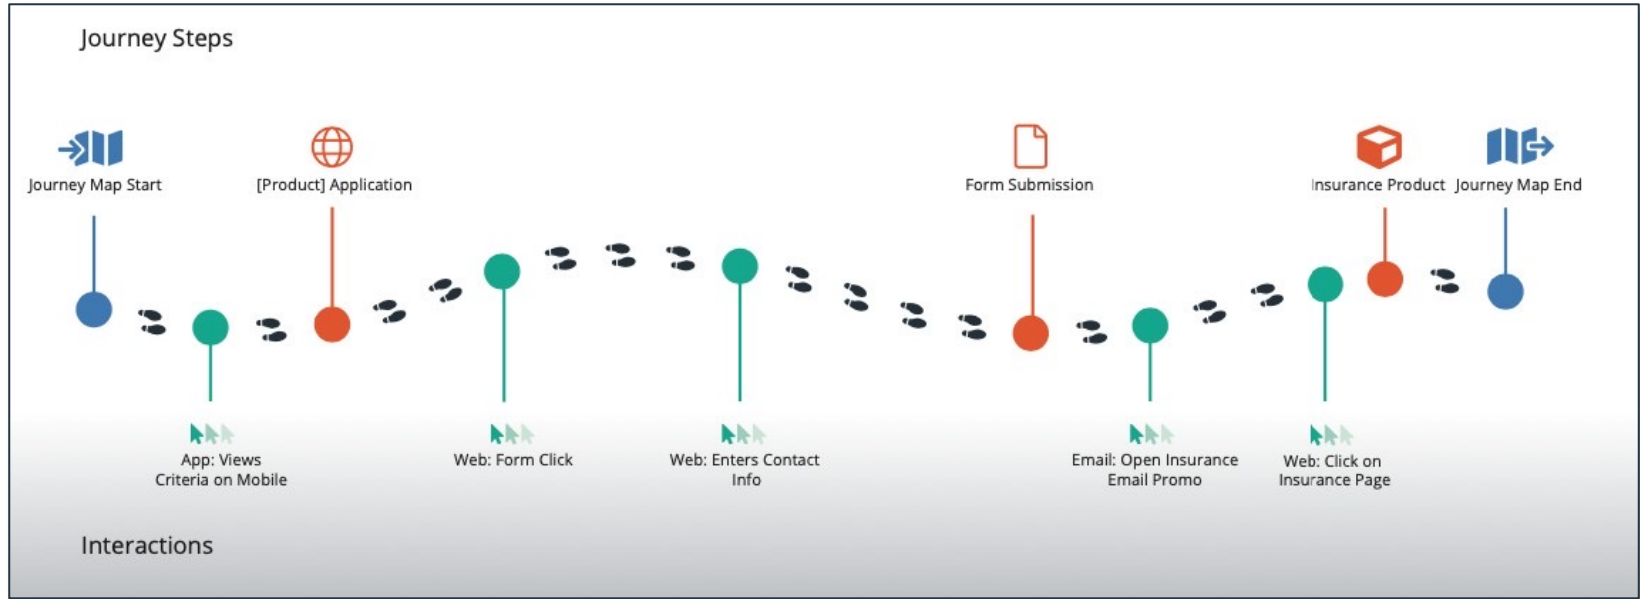 Journey Steps
Journey Map Start
[Product] Application
Form Submission
Insurance Product
Journey Map End
App: Views
Criteria on Mobile
Web: Form Click
Web: Enters Contact
Info
Email: Open Insurance
Email Promo
Web: Click on
Insurance Page
Interactions